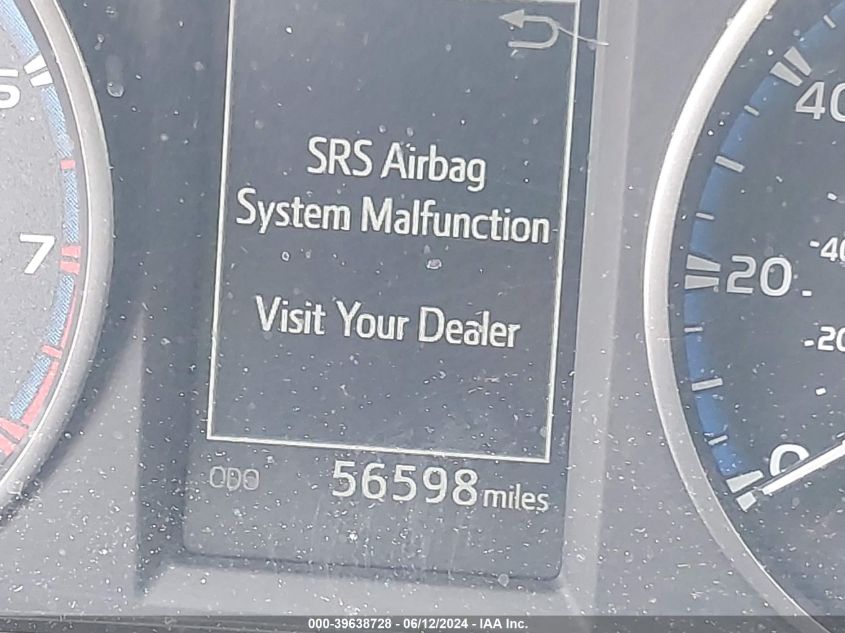 SRS Airbag
System Malfunction
Visit Your Dealer
ODO 56598 miles
7
40
20
0
-40
-20
000-39638728 - 06/12/2024 - IAA Inc.